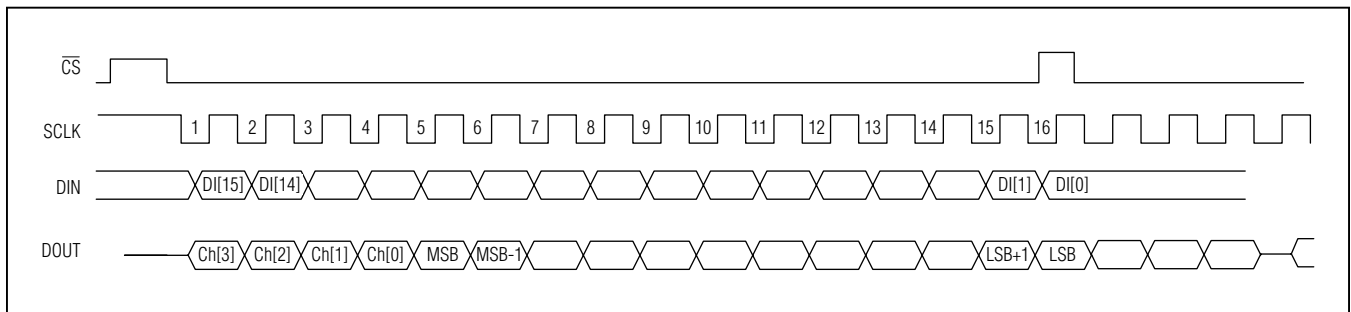 C̅S̅
SCLK 1 2 3 4 5 6 7 8 9 10 11 12 13 14 15 16
DIN DI[15] DI[14] DI[1] DI[0]
DOUT Ch[3] Ch[2] Ch[1] Ch[0] MSB MSB-1 LSB+1 LSB